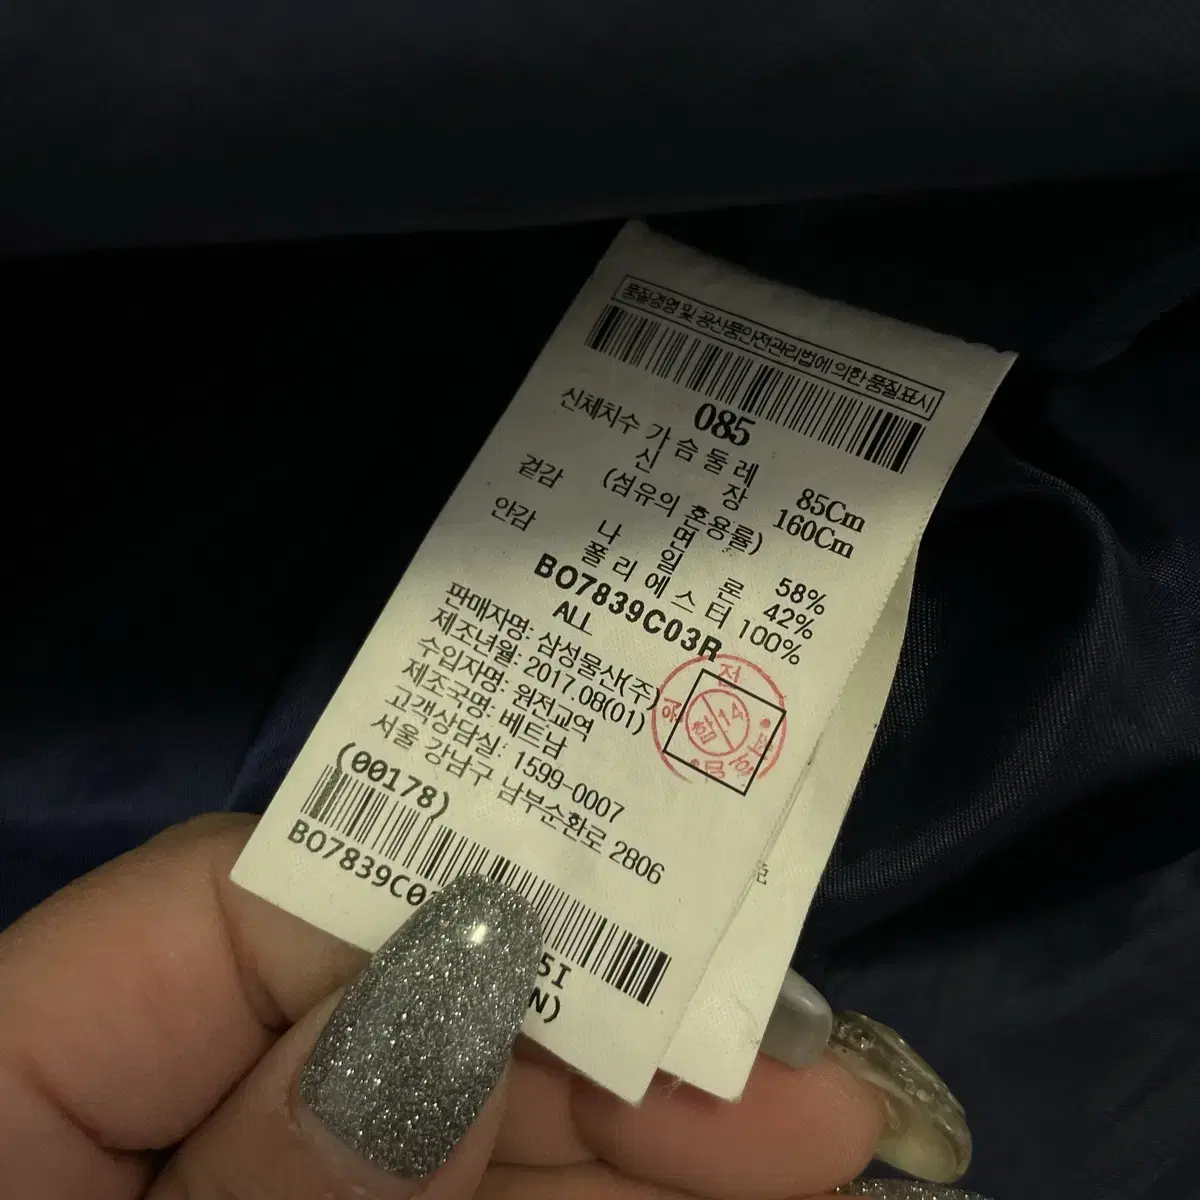 품질경영 및 공산품안전관리법에 의한 품질표시
085
신체치수 가슴둘레 85Cm
신장 160Cm
(섬유의 혼용률)
겉감 면 58%
나일론 42%
안감 폴리에스터 100%
BO7839C03R
ALL
판매자명: 삼성물산(주)
제조년월: 2017.08(01)
수입자명: 원전교역
제조국명: 베트남
고객상담실: 1599-0007
서울 강남구 남부순환로 2806
(00178)
전
합 14